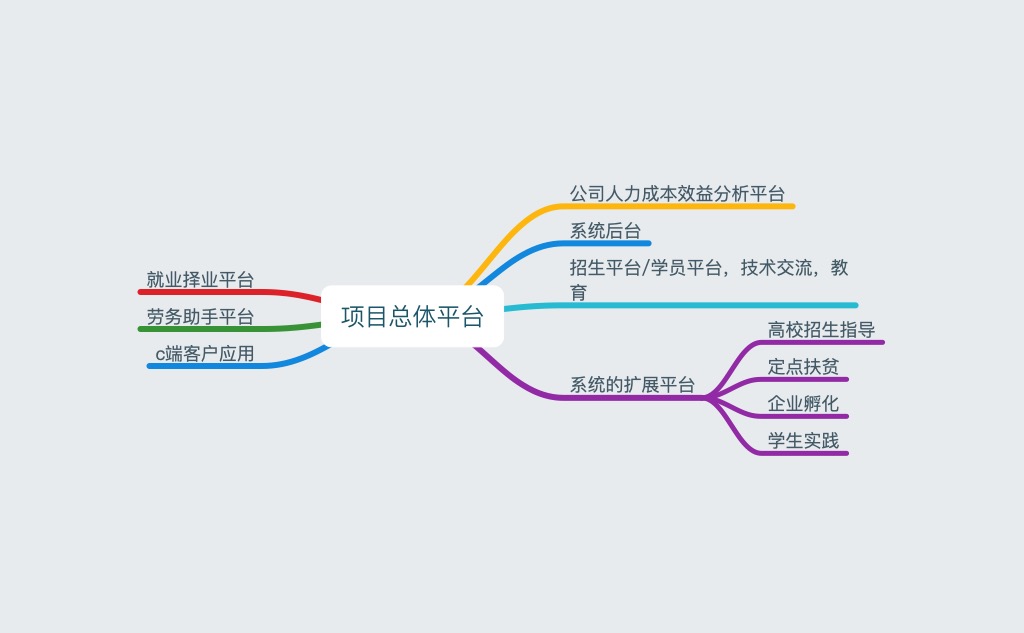 项目总体平台
公司人力成本效益分析平台
系统后台
招生平台/学员平台，技术交流，教
育
系统的扩展平台
高校招生指导
定点扶贫
企业孵化
学生实践
就业择业平台
劳务助手平台
c端客户应用